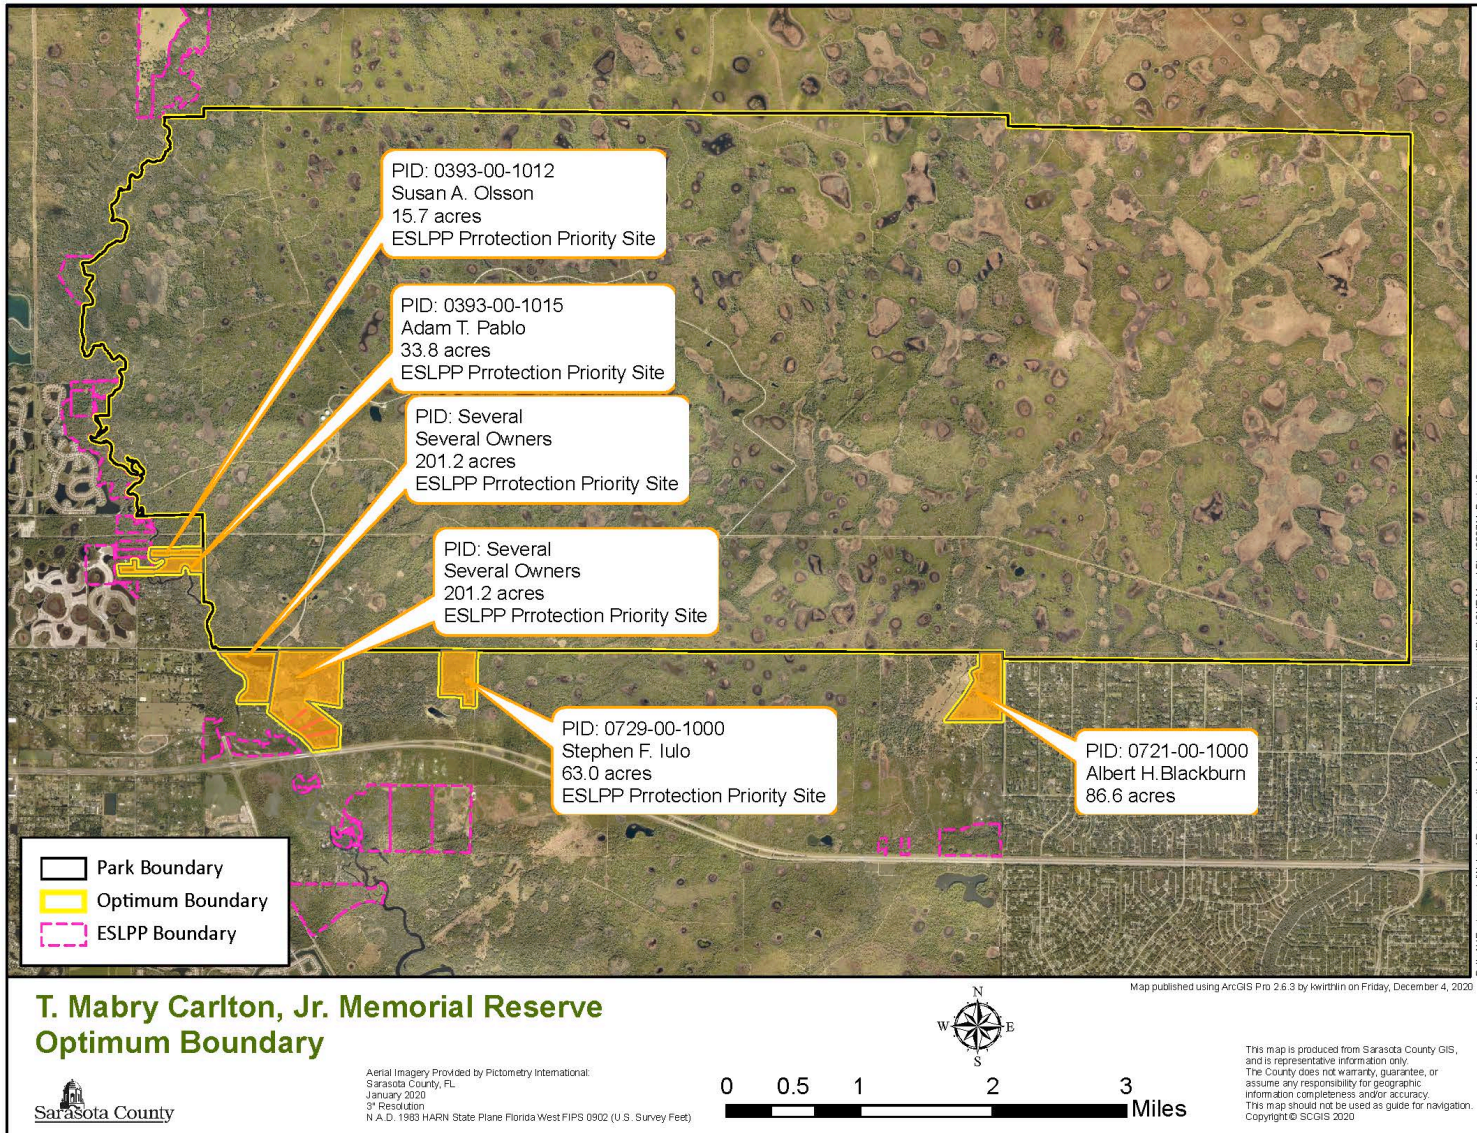 PID: 0393-00-1012
Susan A. Olsson
15.7 acres
ESLPP Prrotection Priority Site
PID: 0393-00-1015
Adam T. Pablo
33.8 acres
ESLPP Prrotection Priority Site
PID: Several
Several Owners
201.2 acres
ESLPP Prrotection Priority Site
PID: Several
Several Owners
201.2 acres
ESLPP Prrotection Priority Site
PID: 0729-00-1000
Stephen F. Iulo
63.0 acres
ESLPP Prrotection Priority Site
PID: 0721-00-1000
Albert H.Blackburn
86.6 acres
Park Boundary
Optimum Boundary
ESLPP Boundary
T. Mabry Carlton, Jr. Memorial Reserve
Optimum Boundary
Sarasota County
Aerial Imagery Provided by Pictometry International:
Sarasota County, FL
January 2020
3" Resolution
N.A.D. 1983 HARN State Plane Florida West FIPS 0902 (U.S. Survey Feet)
N
W E
S
0 0.5 1 2 3
Miles
Map published using ArcGIS Pro 2.6.3 by kwirthlin on Friday, December 4, 2020
This map is produced from Sarasota County GIS,
and is representative information only.
The County does not warranty, guarantee, or
assume any responsibility for geographic
information completeness and/or accuracy.
This map should not be used as guide for navigation.
Copyright © SCGIS 2020